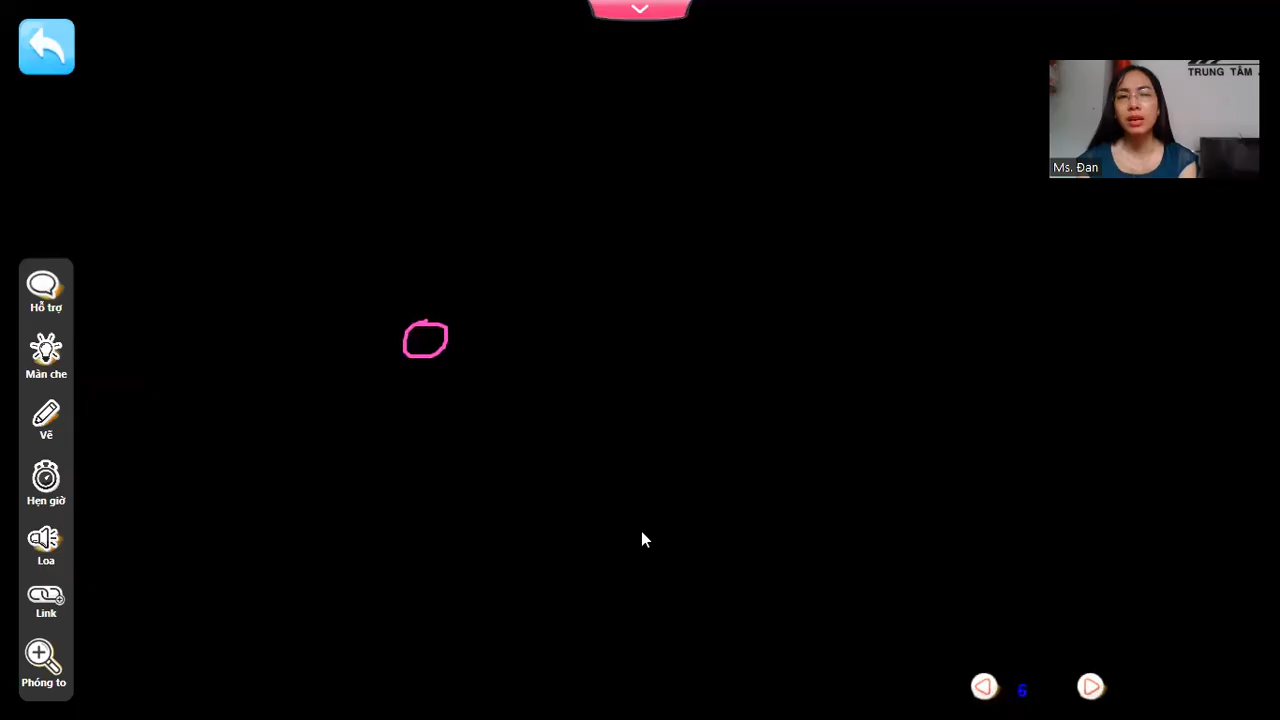 TRUNG TÂM
Ms. Đan
Hỗ trợ
Màn che
Vẽ
Hẹn giờ
Loa
Link
Phóng to
6